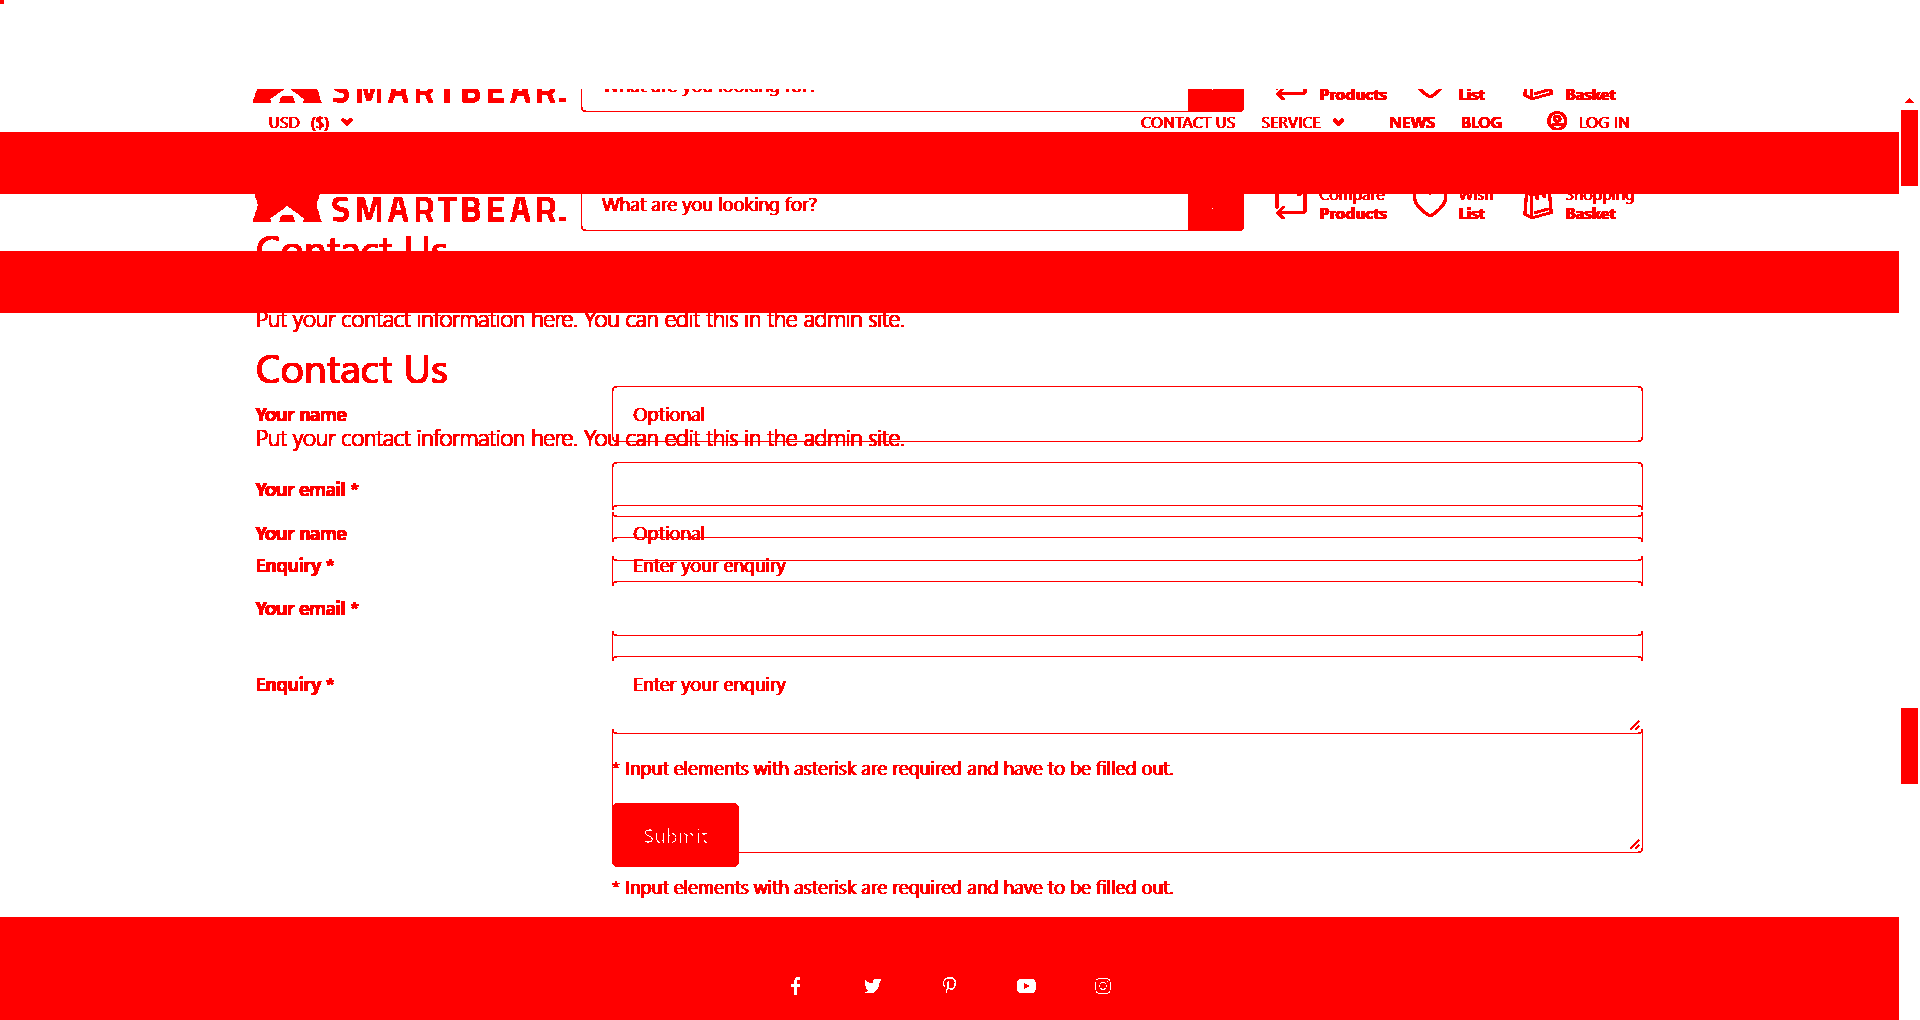 SMARTBEAR.
What are you looking for?
Products
List
Basket
USD ($)
CONTACT US
SERVICE
NEWS
BLOG
LOG IN
SMARTBEAR.
What are you looking for?
Compare
Products
Wish
List
Shopping
Basket
Contact Us
Put your contact information here. You can edit this in the admin site.
Contact Us
Your name
Optional
Put your contact information here. You can edit this in the admin site.
Your email *
Your name
Optional
Enquiry *
Enter your enquiry
Your email *
Enquiry *
Enter your enquiry
* Input elements with asterisk are required and have to be filled out.
Submit
* Input elements with asterisk are required and have to be filled out.